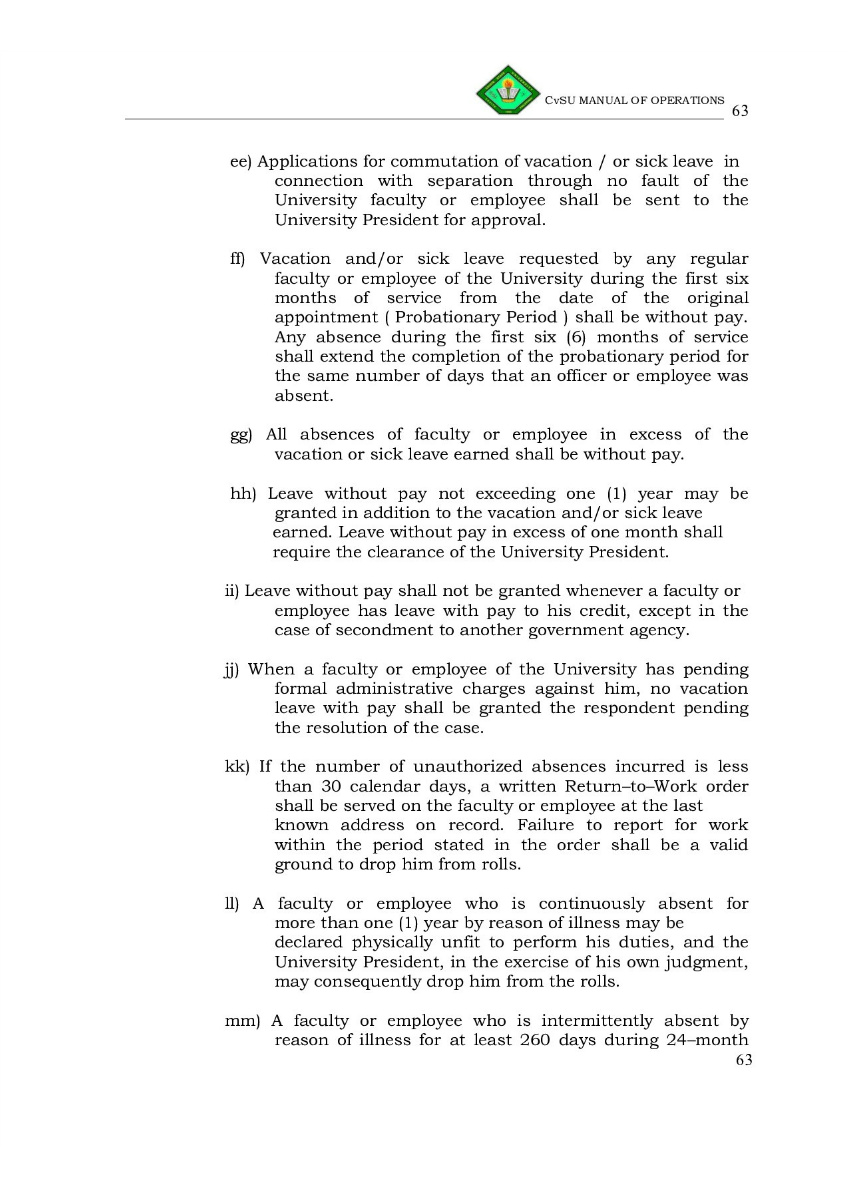 CvSU MANUAL OF OPERATIONS
63
ee) Applications for commutation of vacation / or sick leave in
connection with separation through no fault of the
University faculty or employee shall be sent to the
University President for approval.
ff) Vacation and/or sick leave requested by any regular
faculty or employee of the University during the first six
months of service from the date of the original
appointment ( Probationary Period ) shall be without pay.
Any absence during the first six (6) months of service
shall extend the completion of the probationary period for
the same number of days that an officer or employee was
absent.
gg) All absences of faculty or employee in excess of the
vacation or sick leave earned shall be without pay.
hh) Leave without pay not exceeding one (1) year may be
granted in addition to the vacation and/or sick leave
earned. Leave without pay in excess of one month shall
require the clearance of the University President.
ii) Leave without pay shall not be granted whenever a faculty or
employee has leave with pay to his credit, except in the
case of secondment to another government agency.
jj) When a faculty or employee of the University has pending
formal administrative charges against him, no vacation
leave with pay shall be granted the respondent pending
the resolution of the case.
kk) If the number of unauthorized absences incurred is less
than 30 calendar days, a written Return–to–Work order
shall be served on the faculty or employee at the last
known address on record. Failure to report for work
within the period stated in the order shall be a valid
ground to drop him from rolls.
ll) A faculty or employee who is continuously absent for
more than one (1) year by reason of illness may be
declared physically unfit to perform his duties, and the
University President, in the exercise of his own judgment,
may consequently drop him from the rolls.
mm) A faculty or employee who is intermittently absent by
reason of illness for at least 260 days during 24–month
63